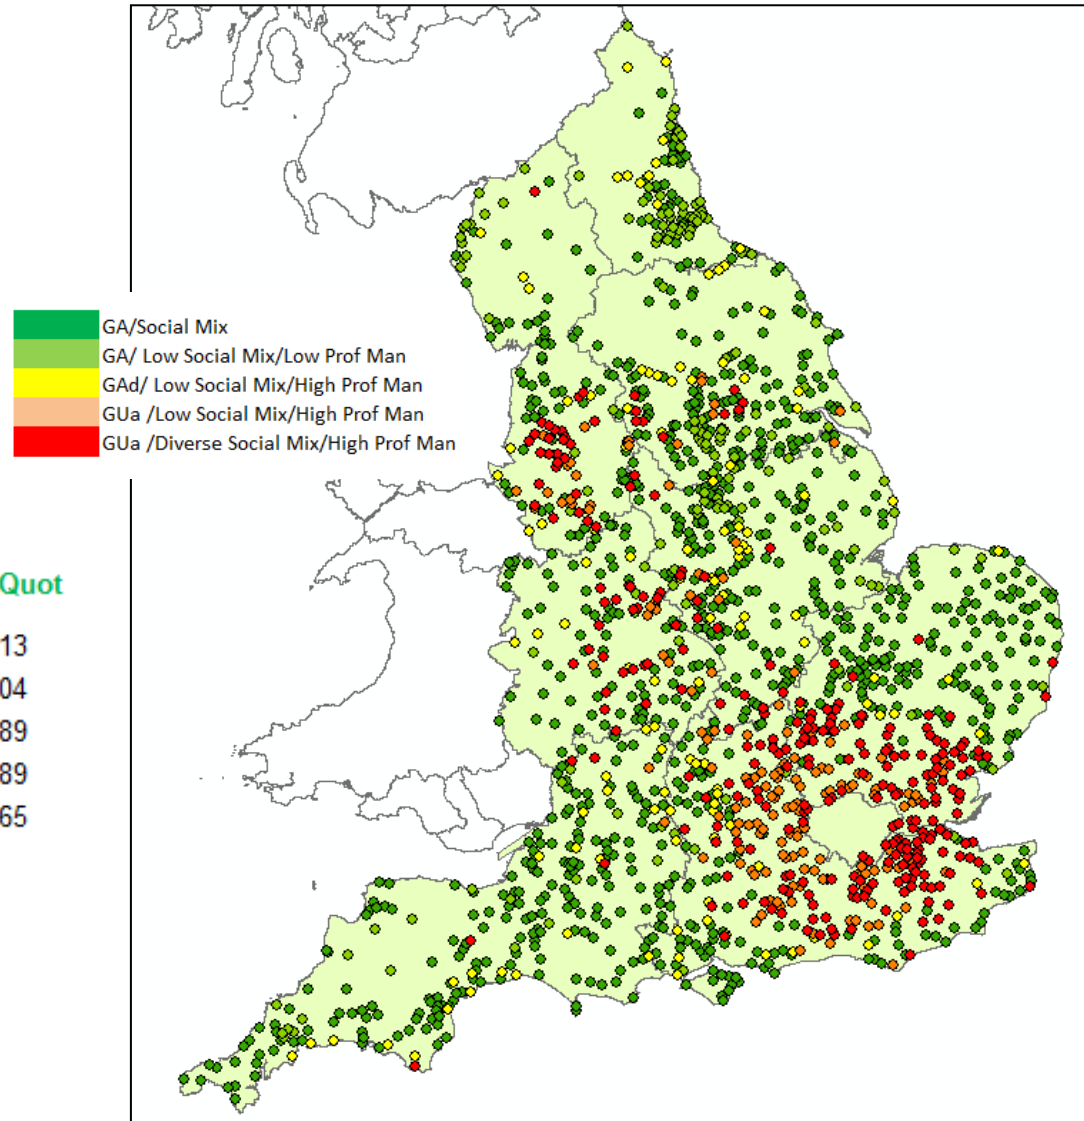 GA/Social Mix
GA/ Low Social Mix/Low Prof Man
GAd/ Low Social Mix/High Prof Man
GUa /Low Social Mix/High Prof Man
GUa /Diverse Social Mix/High Prof Man
Quot
13
04
89
89
65